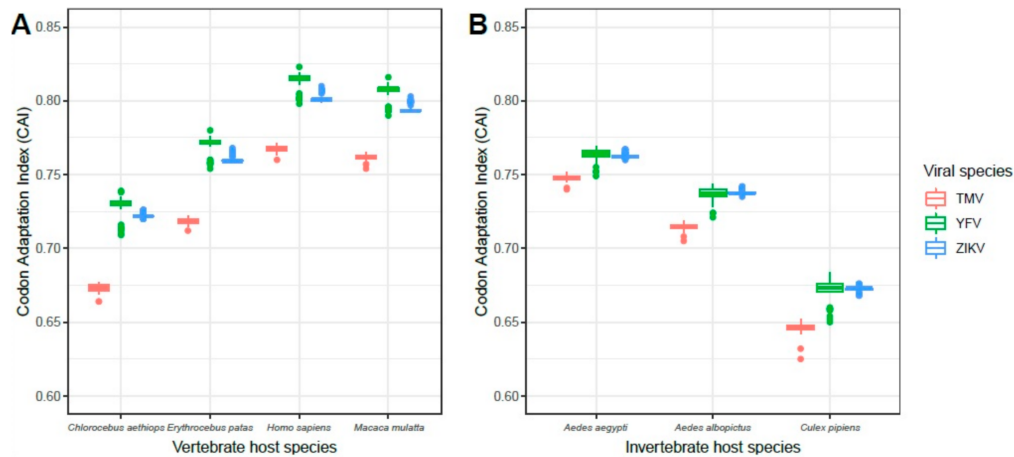 A
B
Codon Adaptation Index (CAI)
0.85
0.80
0.75
0.70
0.65
0.60
Chlorocebus aethiops Erythrocebus patas Homo sapiens Macaca mulatta
Vertebrate host species
Codon Adaptation Index (CAI)
0.85
0.80
0.75
0.70
0.65
0.60
Aedes aegypti Aedes albopictus Culex pipiens
Invertebrate host species
Viral species
TMV
YFV
ZIKV